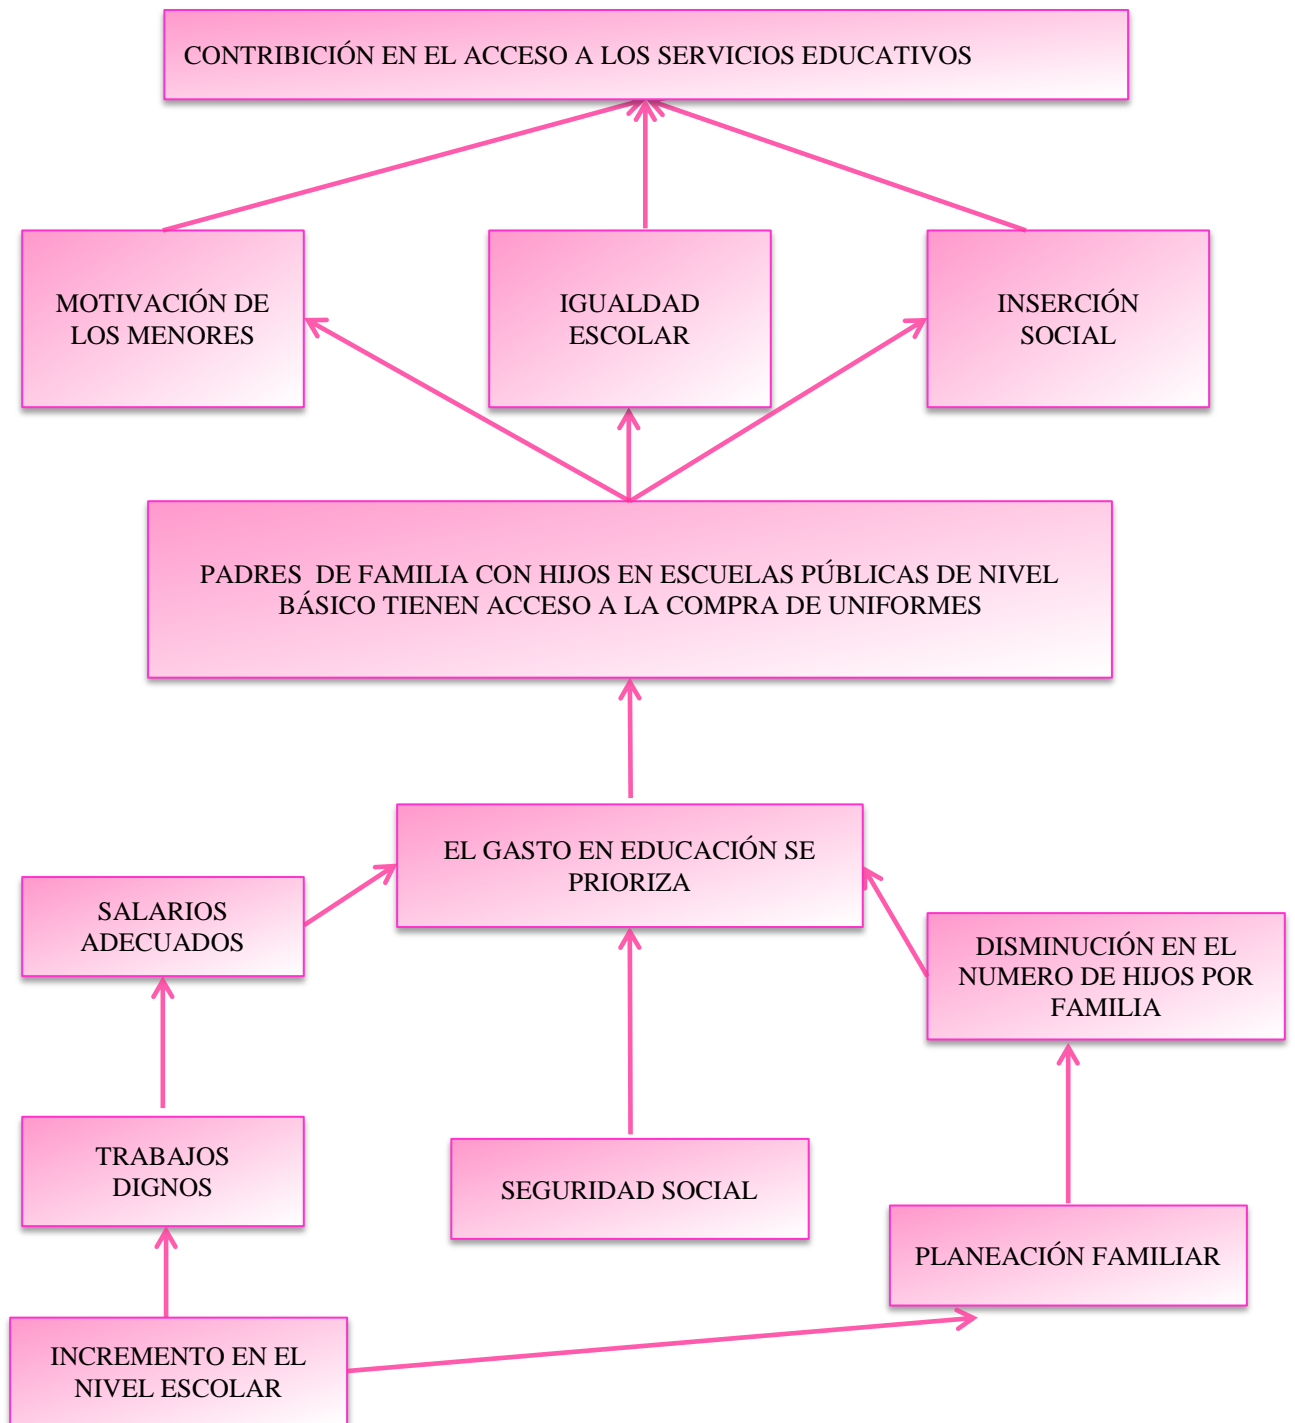 CONTRIBICIÓN EN EL ACCESO A LOS SERVICIOS EDUCATIVOS
MOTIVACIÓN DE
LOS MENORES
IGUALDAD
ESCOLAR
INSERCIÓN
SOCIAL
PADRES DE FAMILIA CON HIJOS EN ESCUELAS PÚBLICAS DE NIVEL
BÁSICO TIENEN ACCESO A LA COMPRA DE UNIFORMES
EL GASTO EN EDUCACIÓN SE
PRIORIZA
SALARIOS
ADECUADOS
DISMINUCIÓN EN EL
NUMERO DE HIJOS POR
FAMILIA
TRABAJOS
DIGNOS
SEGURIDAD SOCIAL
PLANEACIÓN FAMILIAR
INCREMENTO EN EL
NIVEL ESCOLAR